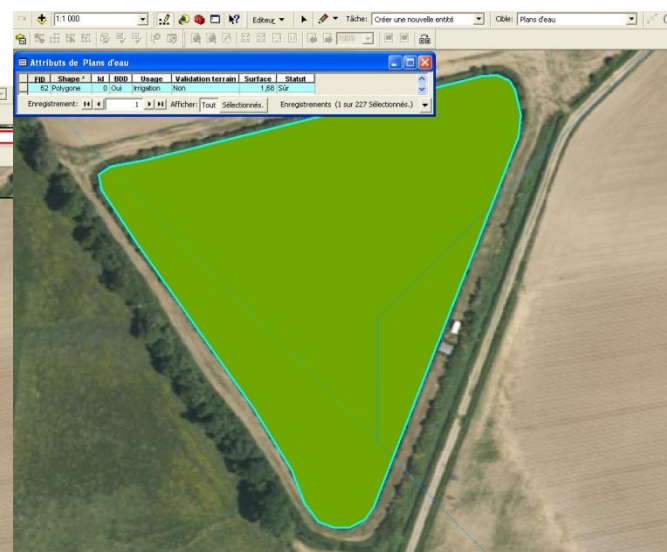 1:1 000 Editeur Tâche: Créer une nouvelle entité Cible: Plans d'eau
100%
Attributs de Plans d'eau
FID Shape * Id BDD Usage Validation terrain Surface Statut
62 Polygone 0 Oui Irrigation Non 1,68 Sûr
Enregistrement: 1 Afficher: Tout Sélectionnés. Enregistrements (1 sur 227 Sélectionnés.)